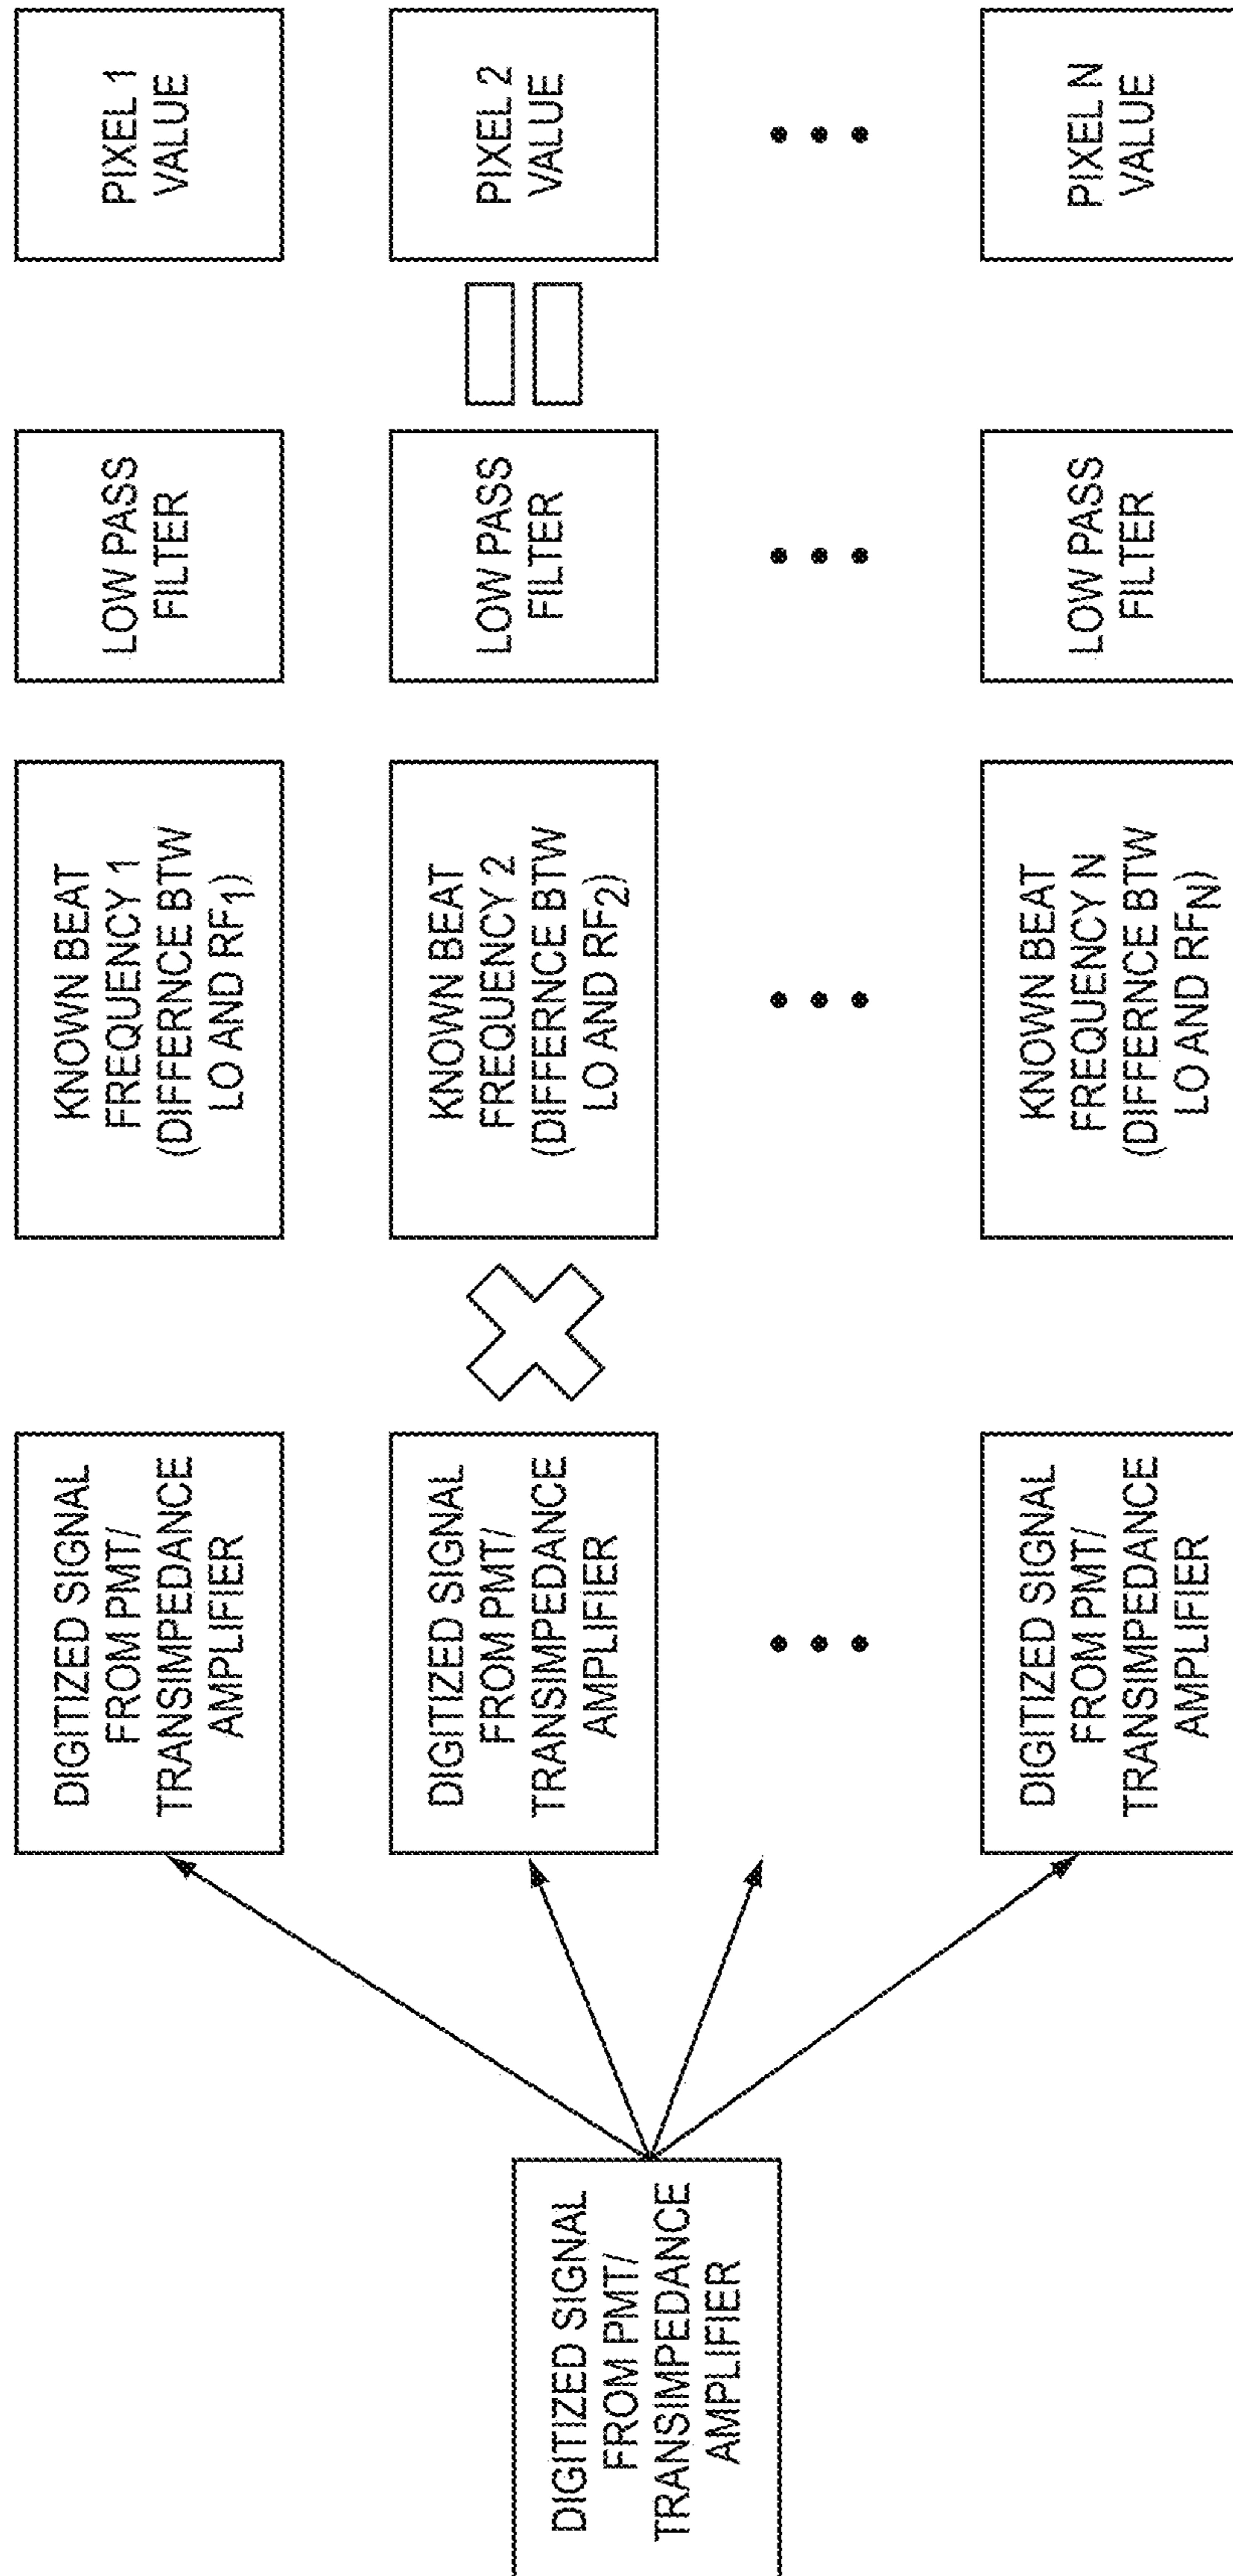 DIGITIZED SIGNAL
FROM PMT/
TRANSIMPEDANCE
AMPLIFIER
DIGITIZED SIGNAL
FROM PMT/
TRANSIMPEDANCE
AMPLIFIER
KNOWN BEAT
FREQUENCY 1
(DIFFERNCE BTW
LO AND RF1)
LOW PASS
FILTER
PIXEL 1
VALUE
DIGITIZED SIGNAL
FROM PMT/
TRANSIMPEDANCE
AMPLIFIER
KNOWN BEAT
FREQUENCY 2
(DIFFERNCE BTW
LO AND RF2)
LOW PASS
FILTER
PIXEL 2
VALUE
DIGITIZED SIGNAL
FROM PMT/
TRANSIMPEDANCE
AMPLIFIER
KNOWN BEAT
FREQUENCY N
(DIFFERNCE BTW
LO AND RFN)
LOW PASS
FILTER
PIXEL N
VALUE